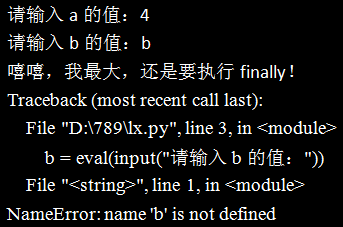 请输入 a 的值：4
请输入 b 的值：b
嘻嘻，我最大，还是要执行 finally！
Traceback (most recent call last):
File "D:\789\lx.py", line 3, in <module>
b = eval(input("请输入 b 的值："))
File "<string>", line 1, in <module>
NameError: name 'b' is not defined